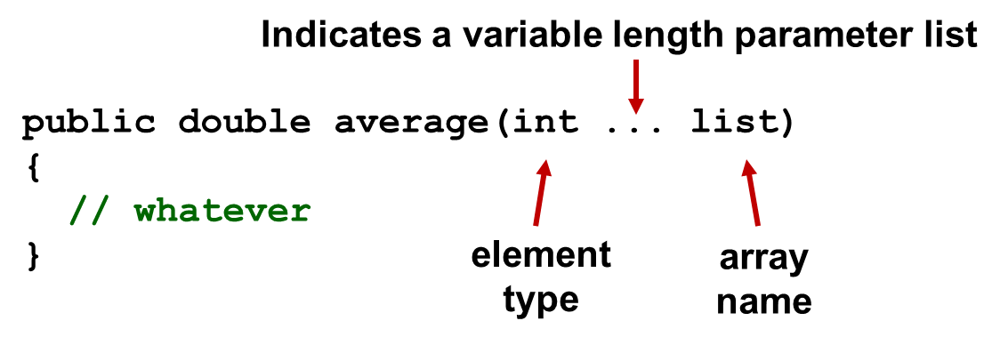 Indicates a variable length parameter list
public double average(int ... list)
{
// whatever
}
element
type
array
name